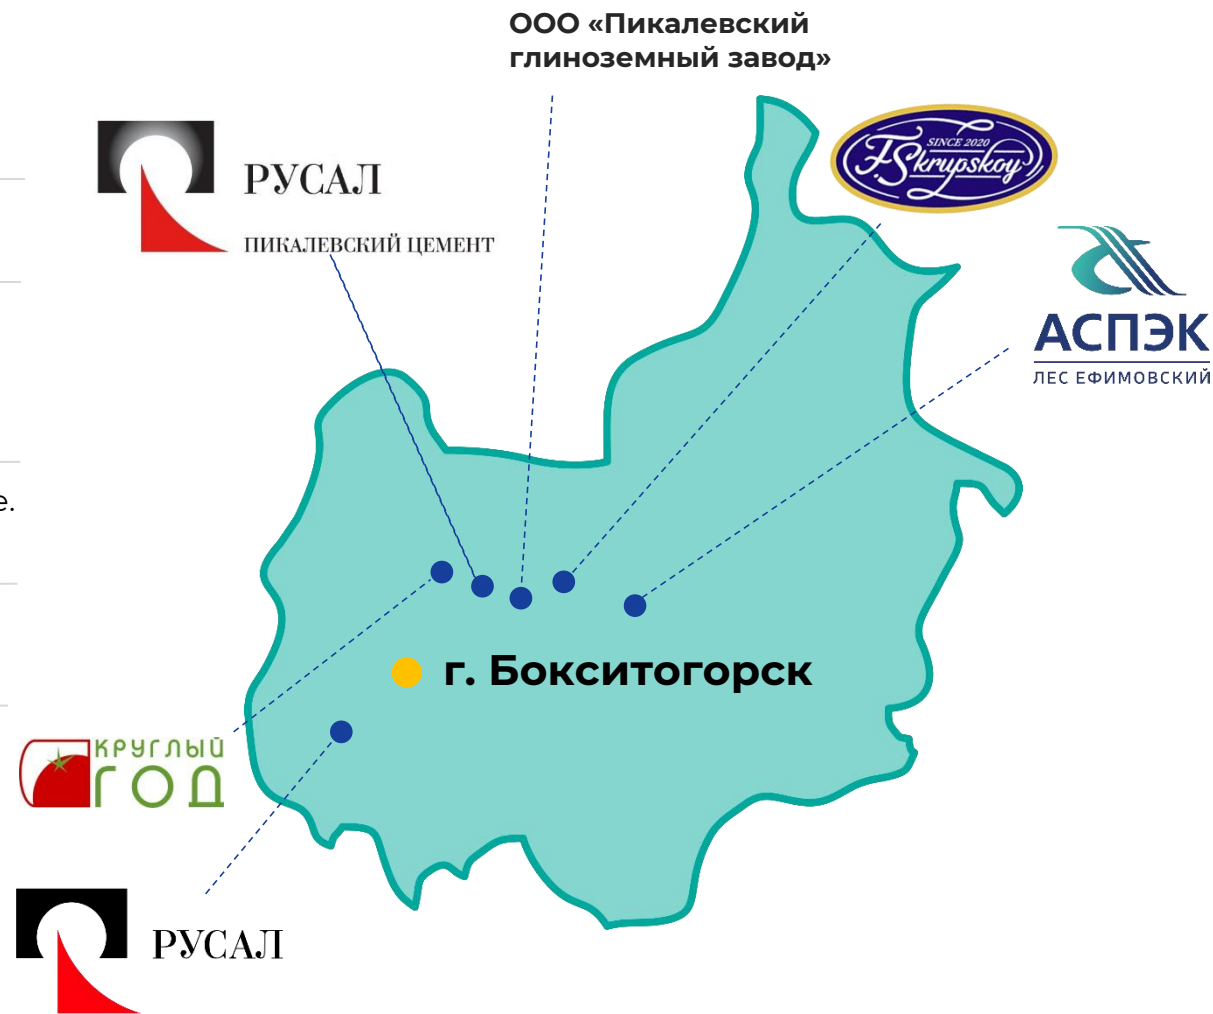 ООО «Пикалевский
глиноземный завод»
SINCE 2020
F.Skrupskoy
РУСАЛ
ПИКАЛЕВСКИЙ ЦЕМЕНТ
АСПЭК
ЛЕС ЕФИМОВСКИЙ
е.
г. Бокситогорск
КРУГЛЫЙ
ГОД
РУСАЛ